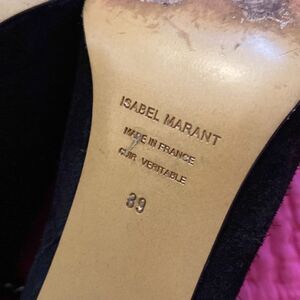 ISABEL MARANT
MADE IN FRANCE
CUIR VERITABLE
39